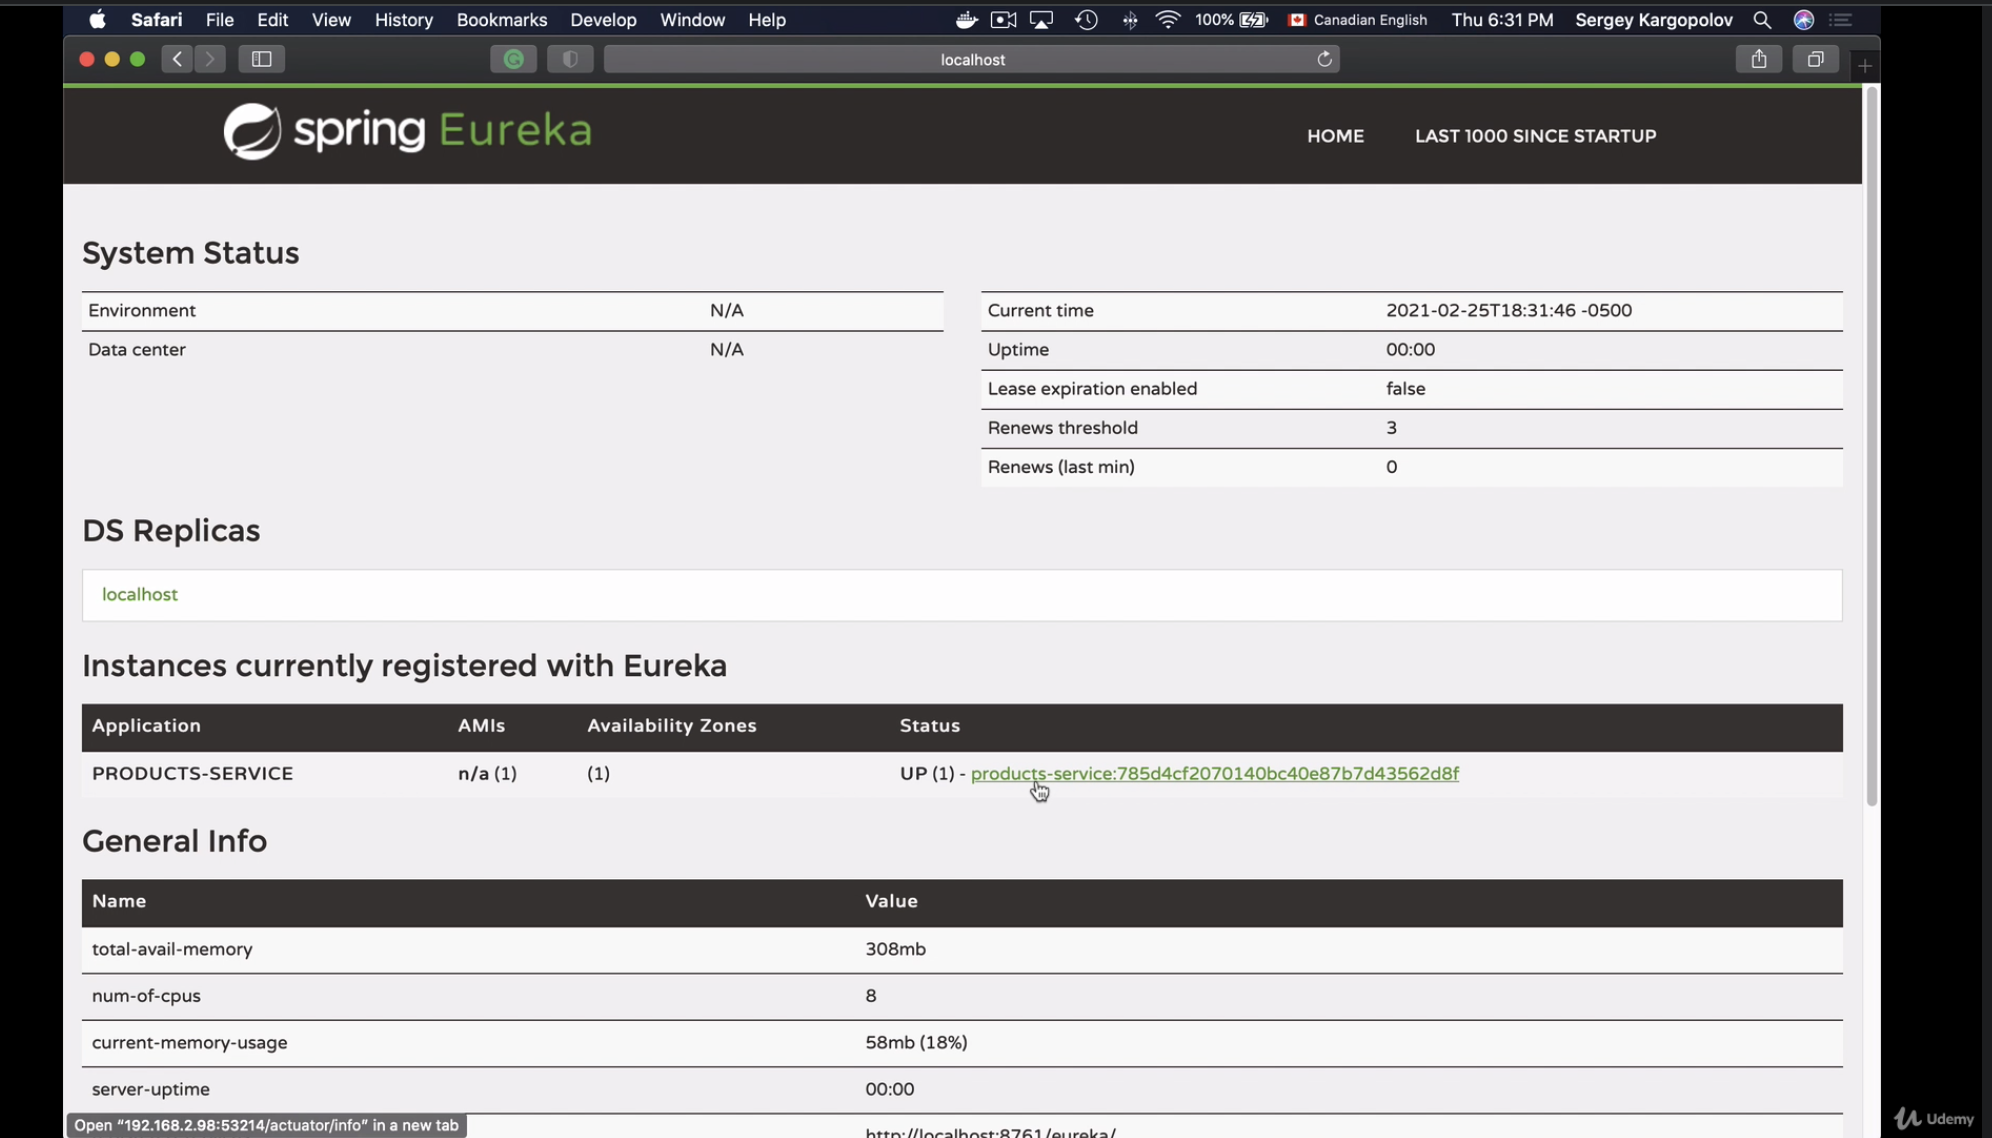 Safari File Edit View History Bookmarks Develop Window Help 100% Canadian English Thu 6:31 PM Sergey Kargopolov
localhost
spring Eureka
HOME LAST 1000 SINCE STARTUP
System Status
Environment N/A
Data center N/A
Current time 2021-02-25T18:31:46 -0500
Uptime 00:00
Lease expiration enabled false
Renews threshold 3
Renews (last min) 0
DS Replicas
localhost
Instances currently registered with Eureka
Application AMIs Availability Zones Status
PRODUCTS-SERVICE n/a (1) (1) UP (1) - products-service:785d4cf2070140bc40e87b7d43562d8f
General Info
Name Value
total-avail-memory 308mb
num-of-cpus 8
current-memory-usage 58mb (18%)
server-uptime 00:00
http://localhost:8761/eureka/
Open “192.168.2.98:53214/actuator/info” in a new tab
Udemy